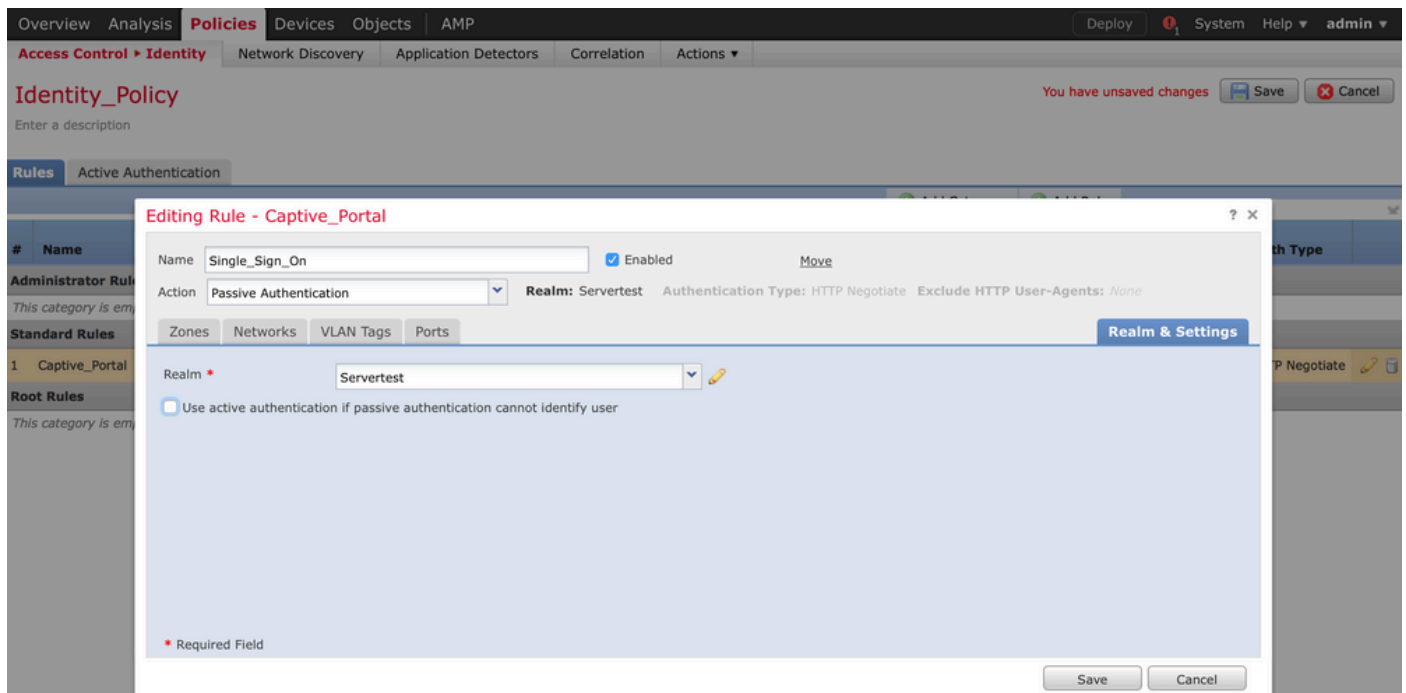 Overview Analysis Policies Devices Objects AMP Deploy 1 System Help ▾ admin ▾
Access Control ▸ Identity Network Discovery Application Detectors Correlation Actions ▾
Identity_Policy
You have unsaved changes Save Cancel
Enter a description
Rules Active Authentication
Editing Rule - Captive_Portal ? X
# Name
Name Single_Sign_On Enabled Move
Administrator
Action Passive Authentication Realm: Servertest Authentication Type: HTTP Negotiate Exclude HTTP User-Agents: None
This category is
Standard Rules
Zones Networks VLAN Tags Ports Realm & Settings
1 Captive_Portal Negotiate
Realm * Servertest
Root Rules
Use active authentication if passive authentication cannot identify user
This category is
* Required Field
Save Cancel
Type